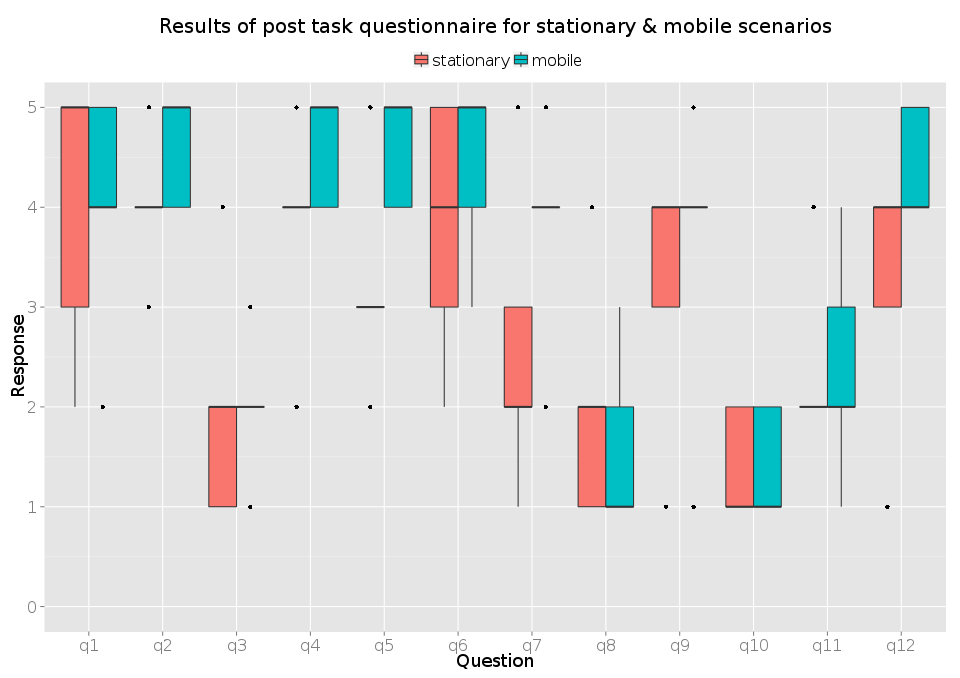 Results of post task questionnaire for stationary & mobile scenarios
stationary mobile
5
4
3
2
1
0
Response
q1 q2 q3 q4 q5 q6 q7 q8 q9 q10 q11 q12
Question